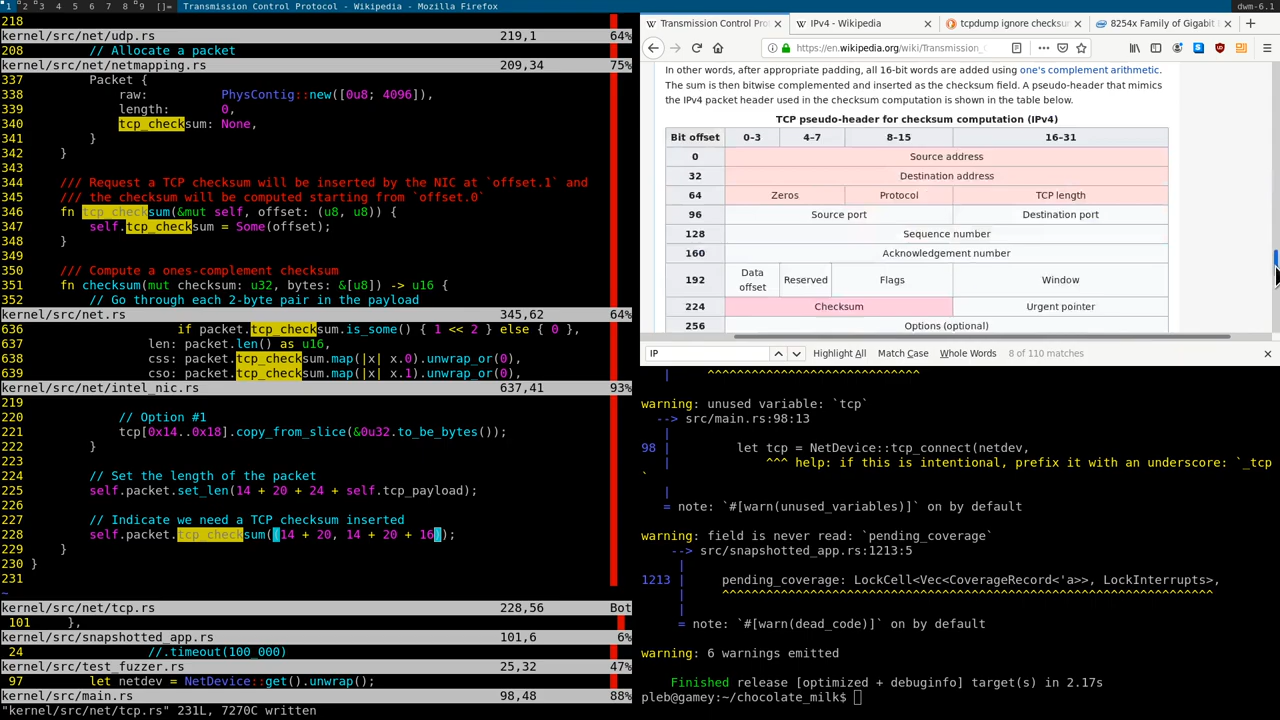 1 2 3 4 5 6 7 8 9 []= Transmission Control Protocol - Wikipedia - Mozilla Firefox dwm-6.1
218
kernel/src/net/udp.rs 219,1 64%
208 // Allocate a packet
kernel/src/net/netmapping.rs 209,34 75%
337 Packet {
338 raw: PhysContig::new([0u8; 4096]),
339 length: 0,
340 tcp_checksum: None,
341 }
342 }
343
344 /// Request a TCP checksum will be inserted by the NIC at `offset.1` and
345 /// the checksum will be computed starting from `offset.0`
346 fn tcp_checksum(&mut self, offset: (u8, u8)) {
347 self.tcp_checksum = Some(offset);
348 }
349
350 /// Compute a ones-complement checksum
351 fn checksum(mut checksum: u32, bytes: &[u8]) -> u16 {
352 // Go through each 2-byte pair in the payload
kernel/src/net.rs 345,62 64%
636 if packet.tcp_checksum.is_some() { 1 << 2 } else { 0 },
637 len: packet.len() as u16,
638 css: packet.tcp_checksum.map(|x| x.0).unwrap_or(0),
639 cso: packet.tcp_checksum.map(|x| x.1).unwrap_or(0),
kernel/src/net/intel_nic.rs 637,41 93%
219
220 // Option #1
221 tcp[0x14..0x18].copy_from_slice(&0u32.to_be_bytes());
222 }
223
224 // Set the length of the packet
225 self.packet.set_len(14 + 20 + 24 + self.tcp_payload);
226
227 // Indicate we need a TCP checksum inserted
228 self.packet.tcp_checksum((14 + 20, 14 + 20 + 16));
229 }
230 }
231
~
kernel/src/net/tcp.rs 228,56 Bot
101 },
kernel/src/snapshotted_app.rs 101,6 6%
24 //.timeout(100_000)
kernel/src/test_fuzzer.rs 25,32 47%
97 let netdev = NetDevice::get().unwrap();
kernel/src/main.rs 98,48 88%
"kernel/src/net/tcp.rs" 231L, 7270C written
Transmission Control Pro IPv4 - Wikipedia tcpdump ignore checksum 8254x Family of Gigabit
https://en.wikipedia.org/wiki/Transmission_
In other words, after appropriate padding, all 16-bit words are added using one's complement arithmetic.
The sum is then bitwise complemented and inserted as the checksum field. A pseudo-header that mimics
the IPv4 packet header used in the checksum computation is shown in the table below.
TCP pseudo-header for checksum computation (IPv4)
Bit offset 0–3 4–7 8–15 16–31
0 Source address
32 Destination address
64 Zeros Protocol TCP length
96 Source port Destination port
128 Sequence number
160 Acknowledgement number
192 Data offset Reserved Flags Window
224 Checksum Urgent pointer
256 Options (optional)
IP Highlight All Match Case Whole Words 8 of 110 matches
| ^^^^^^^^^^^^^^^^^^^^^^^^^^^^
warning: unused variable: `tcp`
--> src/main.rs:98:13
|
98 | let tcp = NetDevice::tcp_connect(netdev,
| ^^^ help: if this is intentional, prefix it with an underscore: `_tcp
`
|
= note: `#[warn(unused_variables)]` on by default
warning: field is never read: `pending_coverage`
--> src/snapshotted_app.rs:1213:5
|
1213 | pending_coverage: LockCell<Vec<CoverageRecord<'a>>, LockInterrupts>,
| ^^^^^^^^^^^^^^^^^^^^^^^^^^^^^^^^^^^^^^^^^^^^^^^^^^^^^^^^^^^^^^^^^^^
|
= note: `#[warn(dead_code)]` on by default
warning: 6 warnings emitted
Finished release [optimized + debuginfo] target(s) in 2.17s
pleb@gamey:~/chocolate_milk$